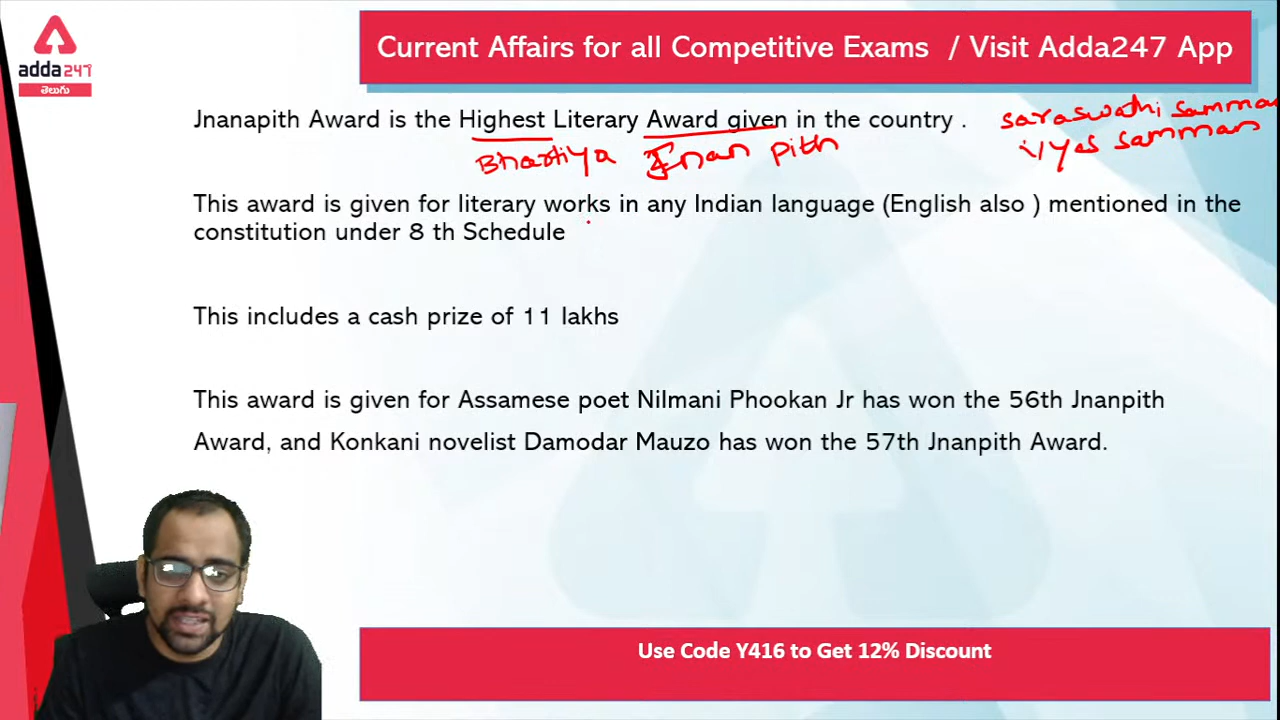 adda247
తెలుగు
Current Affairs for all Competitive Exams / Visit Adda247 App
Jnanapith Award is the Highest Literary Award given in the country .
saraswathi samman
vyas samman
Bhartiya Jnan pith
This award is given for literary works in any Indian language (English also ) mentioned in the
constitution under 8 th Schedule
This includes a cash prize of 11 lakhs
This award is given for Assamese poet Nilmani Phookan Jr has won the 56th Jnanpith
Award, and Konkani novelist Damodar Mauzo has won the 57th Jnanpith Award.
Use Code Y416 to Get 12% Discount